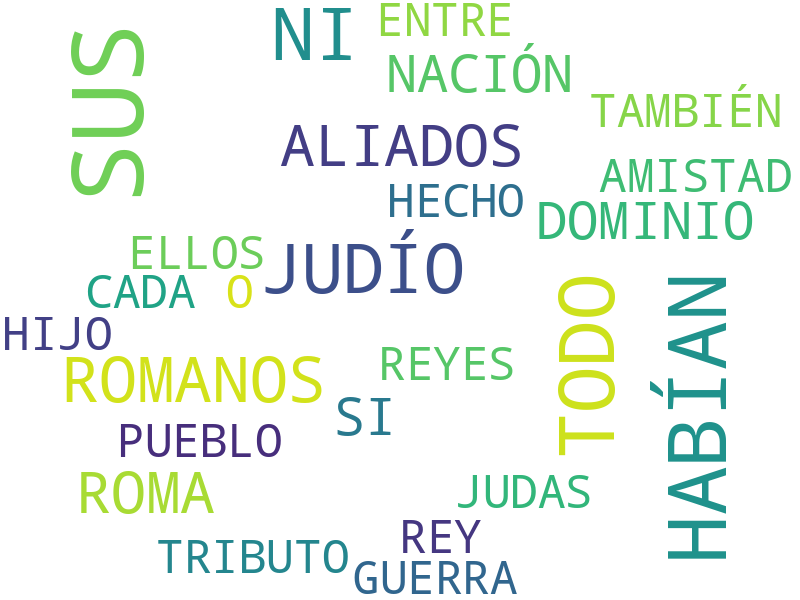 SUS
NI
ENTRE
NACIÓN
TAMBIÉN
ALIADOS
AMISTAD
HECHO
DOMINIO
ELLOS
JUDÍO
CADA
O
TODO
HABÍAN
HIJO
ROMANOS
REYES
SI
PUEBLO
ROMA
JUDAS
REY
TRIBUTO
GUERRA